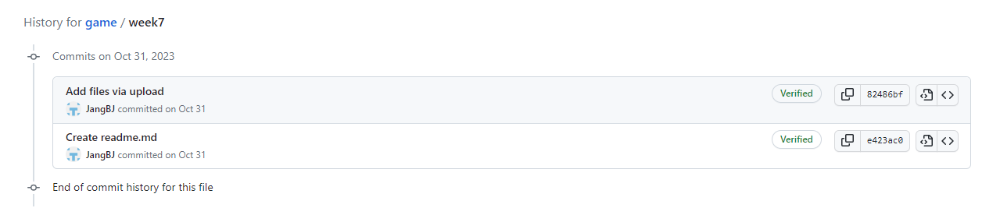 History for game / week7
Commits on Oct 31, 2023
Add files via upload
JangBJ committed on Oct 31
Verified
82486bf
Create readme.md
JangBJ committed on Oct 31
Verified
e423ac0
End of commit history for this file